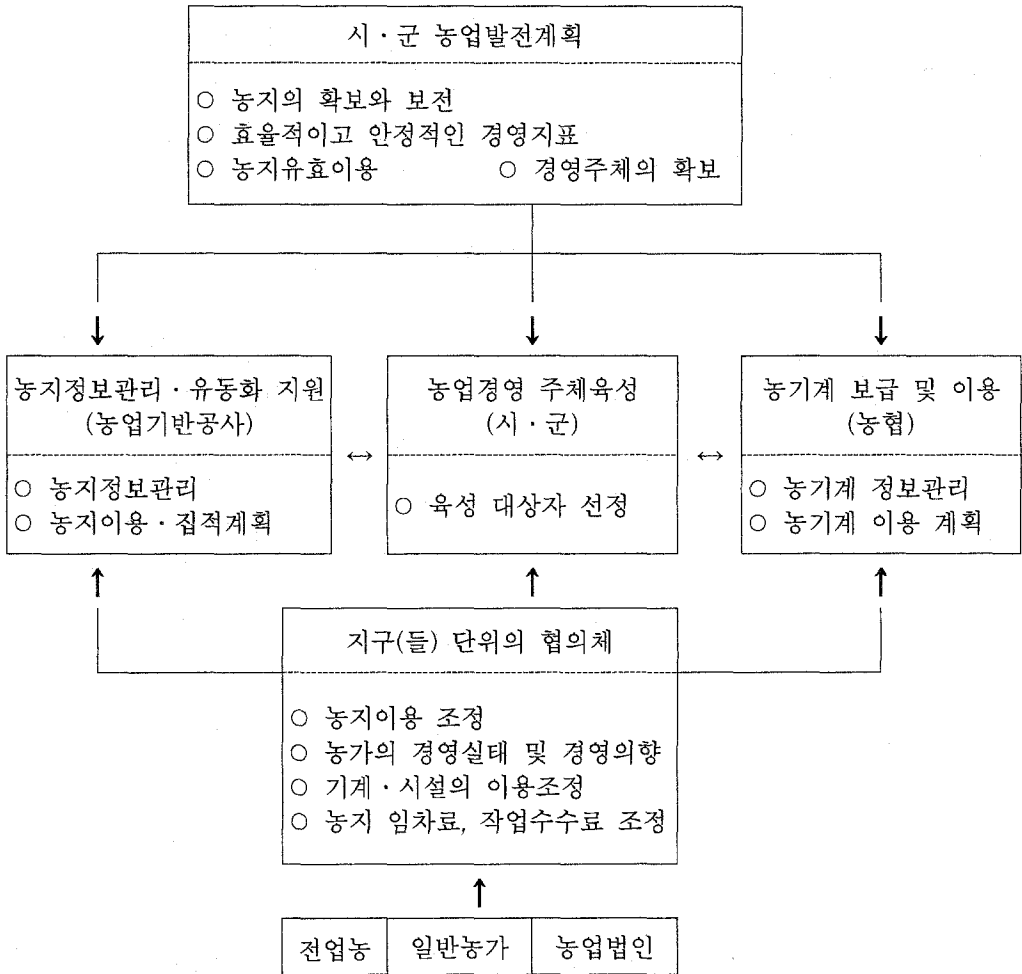 시·군 농업발전계획
○ 농지의 확보와 보전
○ 효율적이고 안정적인 경영지표
○ 농지유효이용 ○ 경영주체의 확보
농지정보관리·유동화 지원
(농업기반공사)
○ 농지정보관리
○ 농지이용·집적계획
농업경영 주체육성
(시·군)
○ 육성 대상자 선정
농기계 보급 및 이용
(농협)
○ 농기계 정보관리
○ 농기계 이용 계획
지구(들) 단위의 협의체
○ 농지이용 조정
○ 농가의 경영실태 및 경영의향
○ 기계·시설의 이용조정
○ 농지 임차료, 작업수수료 조정
전업농 일반농가 농업법인